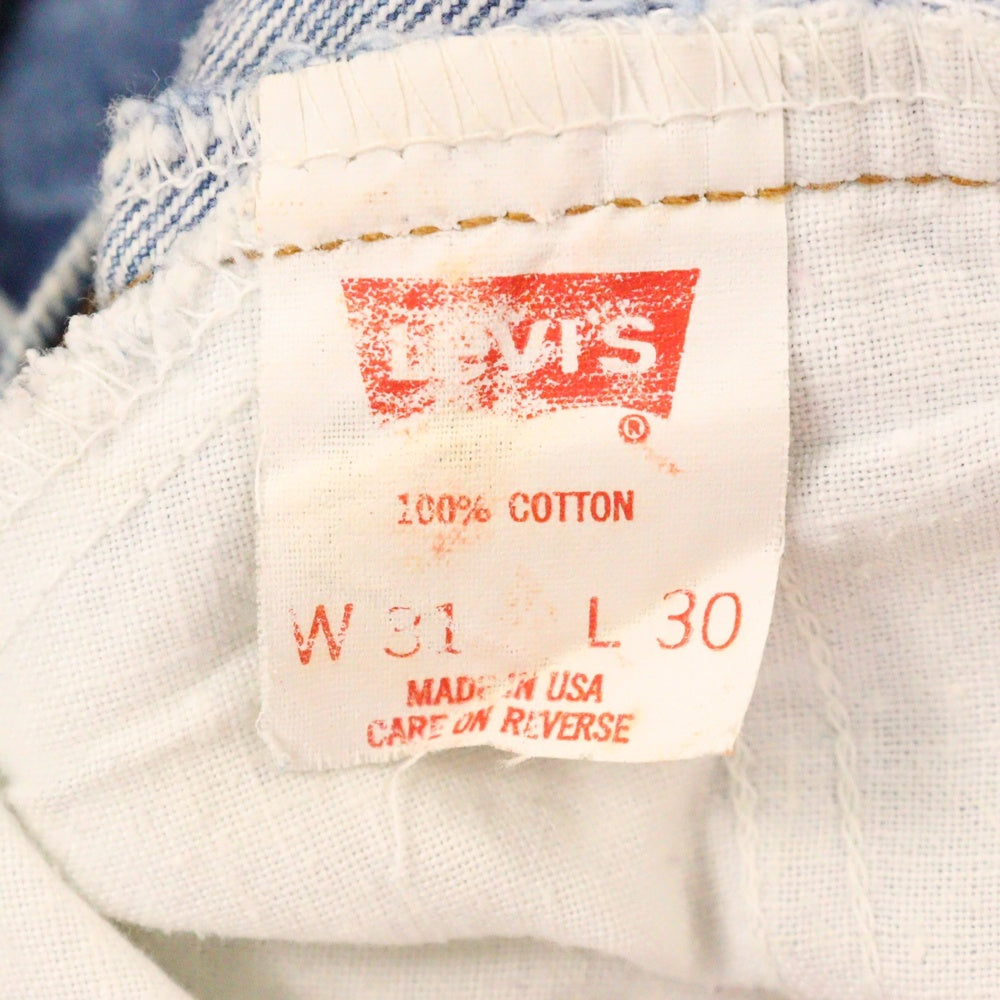 LEVI'S
®
100% COTTON
W 31 L 30
MADE IN USA
CARE ON REVERSE